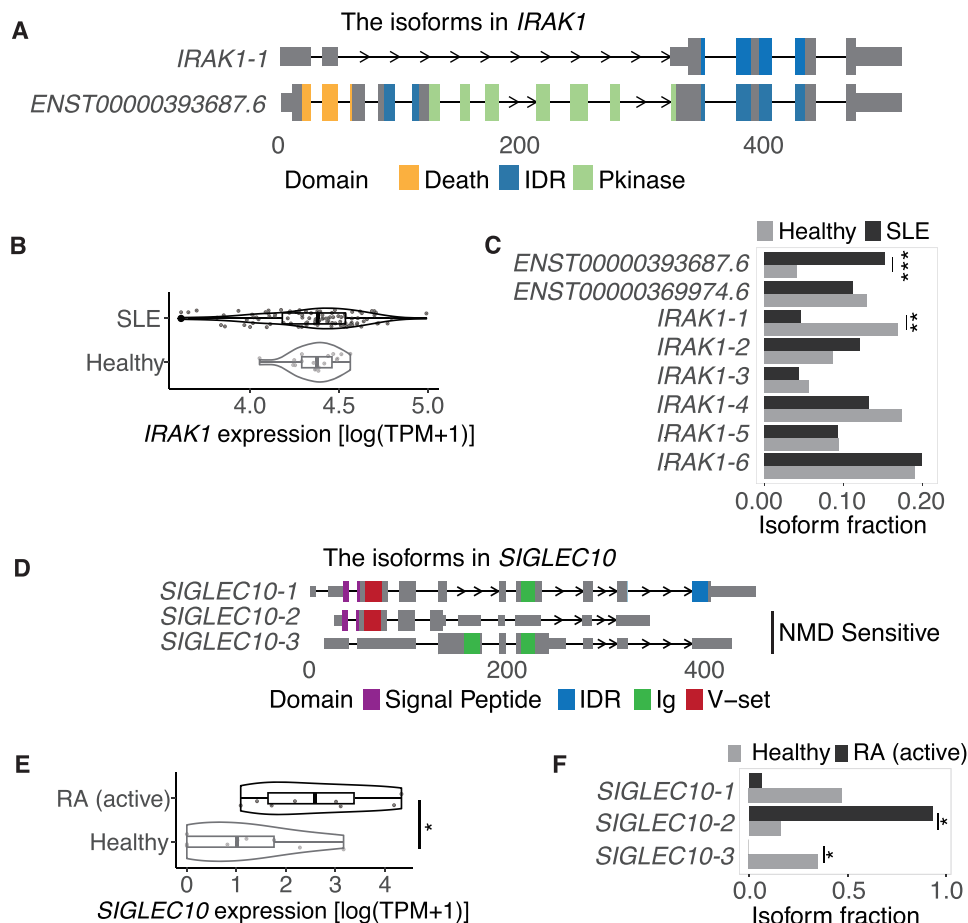 A
The isoforms in IRAK1
IRAK1-1
ENST00000393687.6
0 200 400
Domain Death IDR Pkinase
B
SLE
Healthy
4.0 4.5 5.0
IRAK1 expression [log(TPM+1)]
C
Healthy SLE
ENST00000393687.6 ***
ENST00000369974.6
IRAK1-1 **
IRAK1-2
IRAK1-3
IRAK1-4
IRAK1-5
IRAK1-6
0.00 0.10 0.20
Isoform fraction
D
The isoforms in SIGLEC10
SIGLEC10-1
SIGLEC10-2
SIGLEC10-3
NMD Sensitive
0 200 400
Domain Signal Peptide IDR Ig V−set
E
RA (active)
Healthy
*
0 1 2 3 4
SIGLEC10 expression [log(TPM+1)]
F
Healthy RA (active)
SIGLEC10-1
SIGLEC10-2 *
SIGLEC10-3 *
0.0 0.5 1.0
Isoform fraction